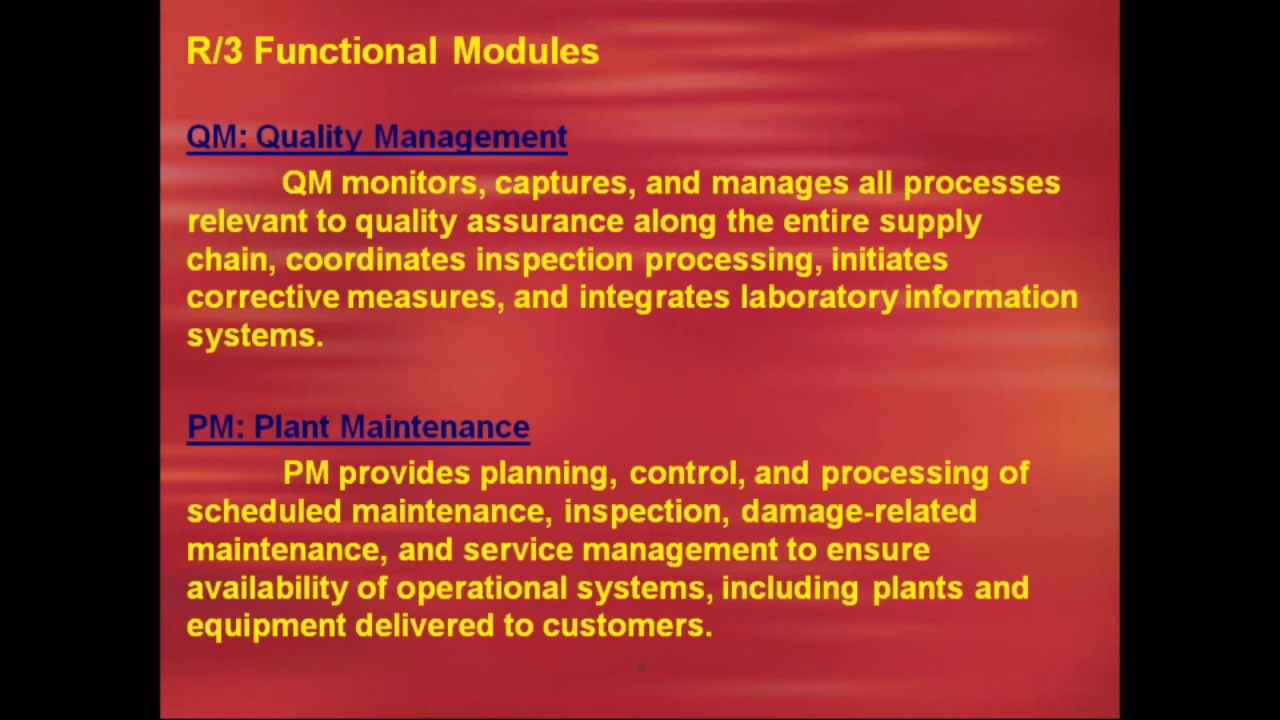 R/3 Functional Modules
QM: Quality Management
QM monitors, captures, and manages all processes
relevant to quality assurance along the entire supply
chain, coordinates inspection processing, initiates
corrective measures, and integrates laboratory information
systems.
PM: Plant Maintenance
PM provides planning, control, and processing of
scheduled maintenance, inspection, damage-related
maintenance, and service management to ensure
availability of operational systems, including plants and
equipment delivered to customers.